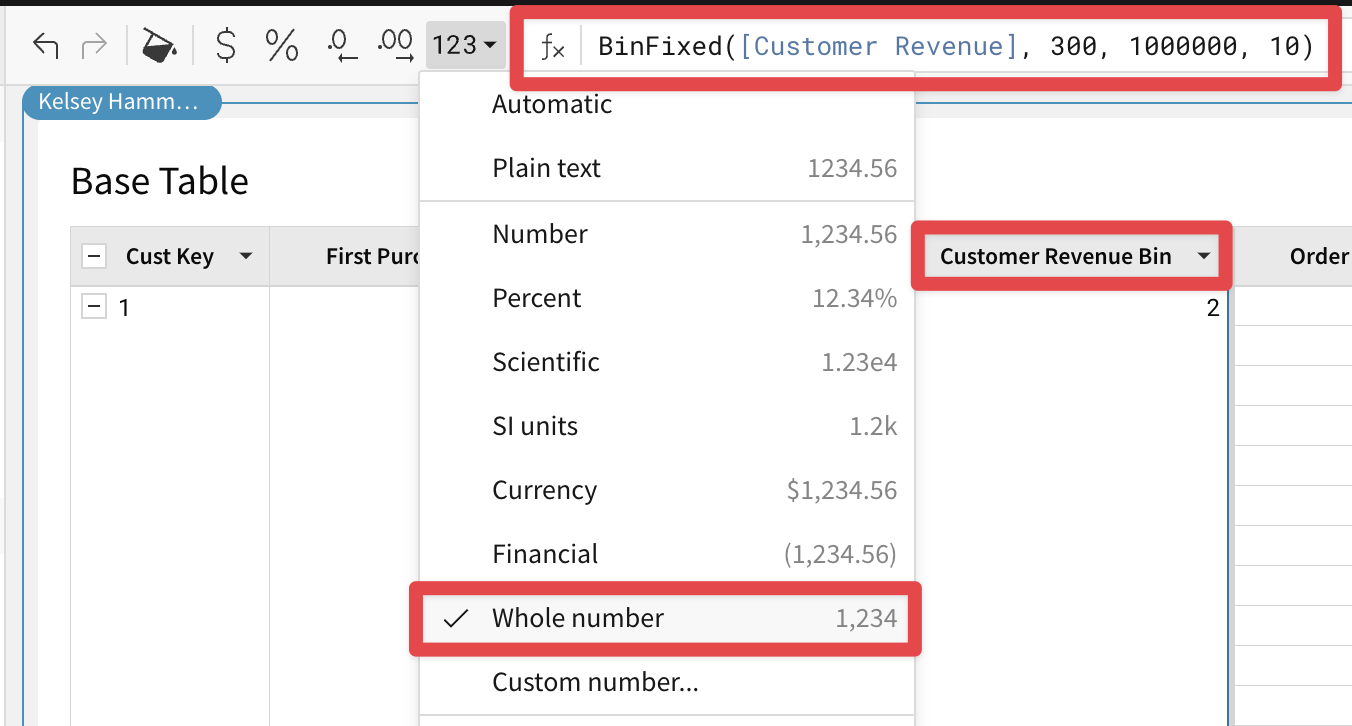 $ % .0 .00 123 fx BinFixed([Customer Revenue], 300, 1000000, 10)
Kelsey Hamm...
Automatic
Plain text 1234.56
Base Table
Number 1,234.56
Cust Key First Purc Customer Revenue Bin Order
Percent 12.34%
1 2
Scientific 1.23e4
SI units 1.2k
Currency $1,234.56
Financial (1,234.56)
Whole number 1,234
Custom number...